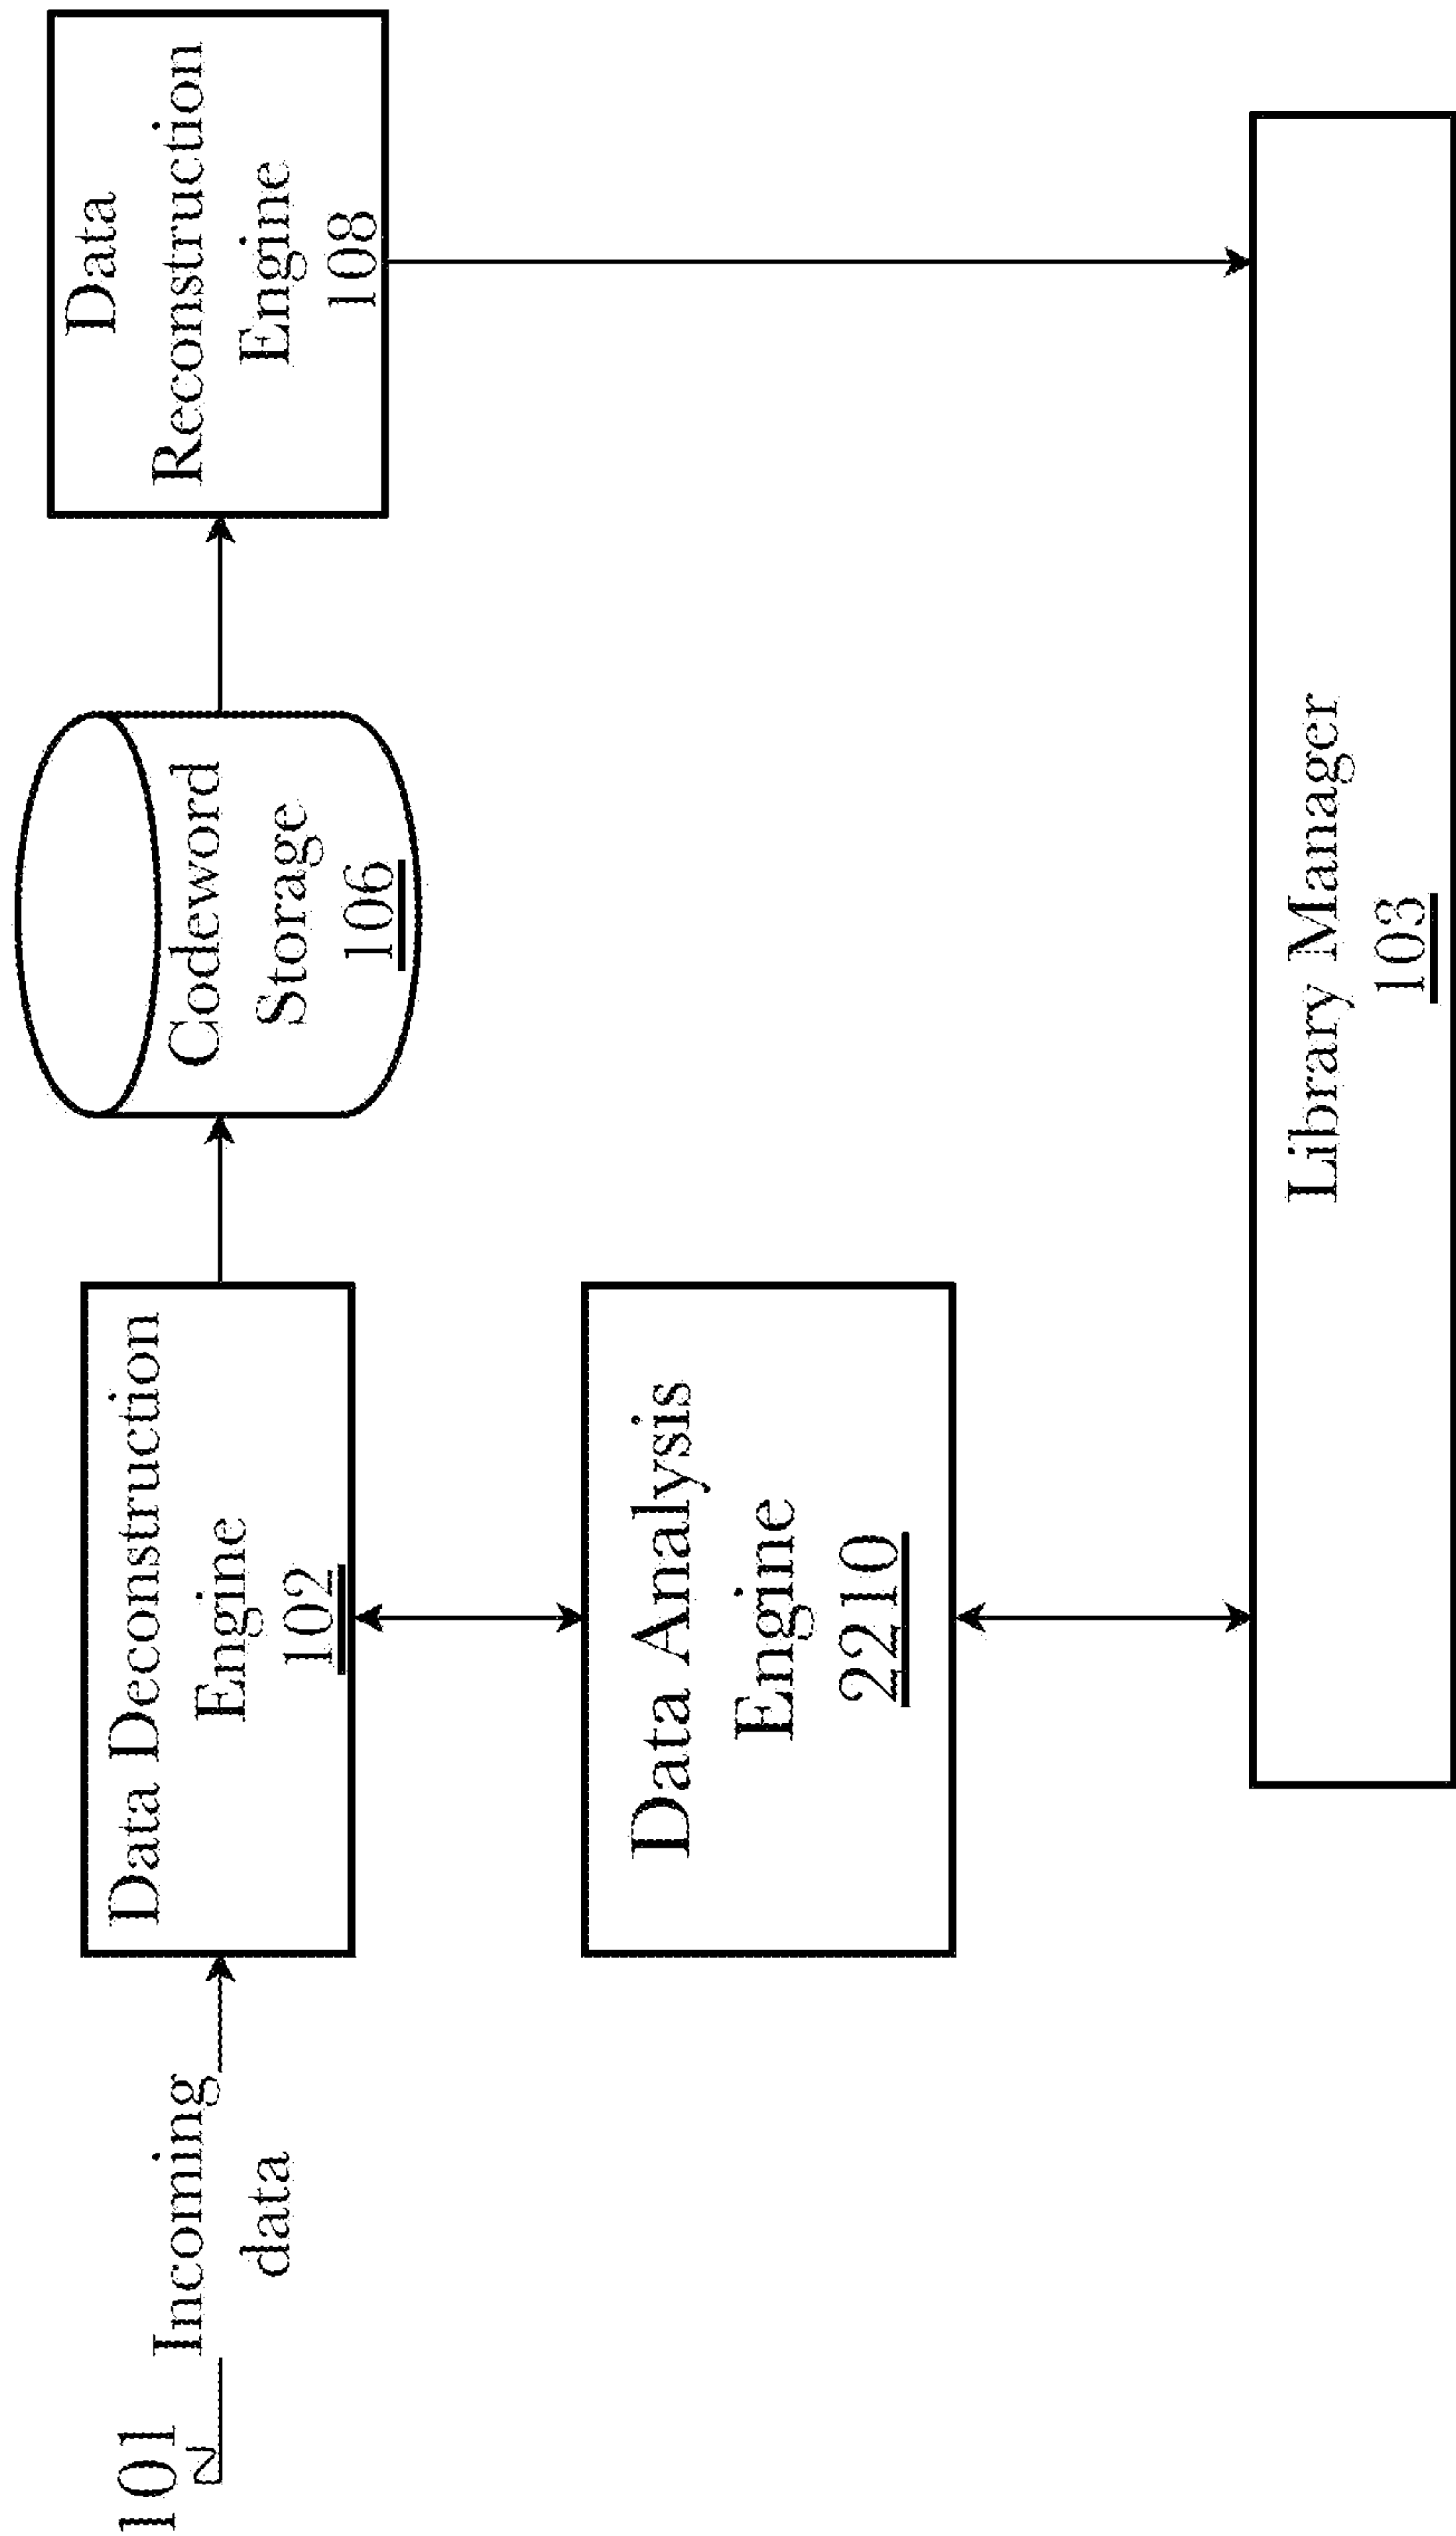 101
Incoming
data
Data Deconstruction
Engine
102
Codeword
Storage
106
Data
Reconstruction
Engine
108
Data Analysis
Engine
2210
Library Manager
103